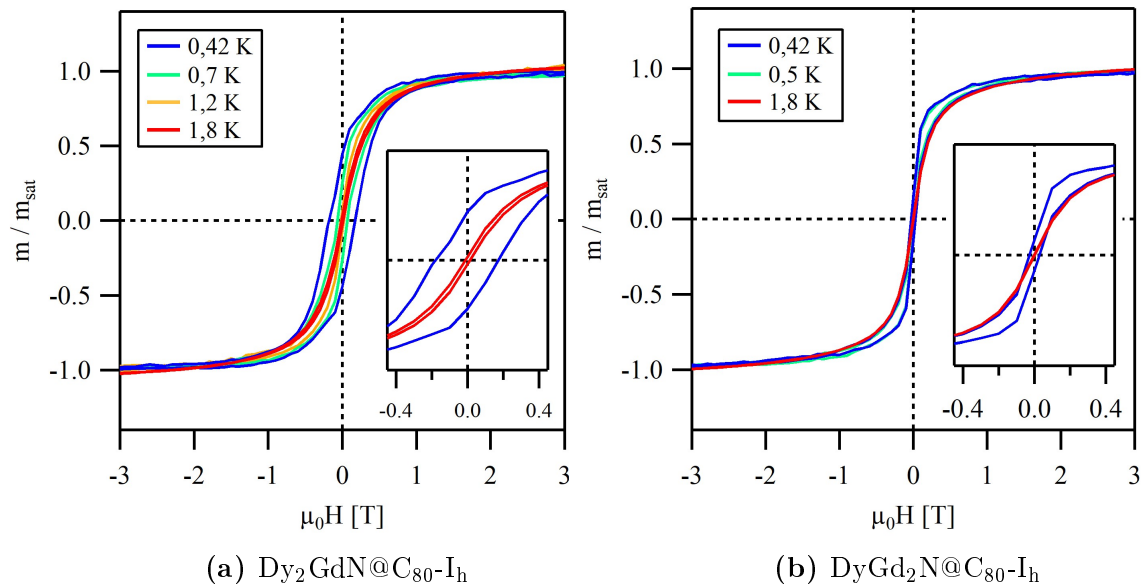 0,42 K
0,7 K
1,2 K
1,8 K
1.0
0.5
0.0
-0.5
-1.0
m / m_sat
-0.4 0.0 0.4
-3 -2 -1 0 1 2 3
μ₀H [T]
(a) Dy₂GdN@C₈₀-Iₕ
0,42 K
0,5 K
1,8 K
1.0
0.5
0.0
-0.5
-1.0
m / m_sat
-0.4 0.0 0.4
-3 -2 -1 0 1 2 3
μ₀H [T]
(b) DyGd₂N@C₈₀-Iₕ